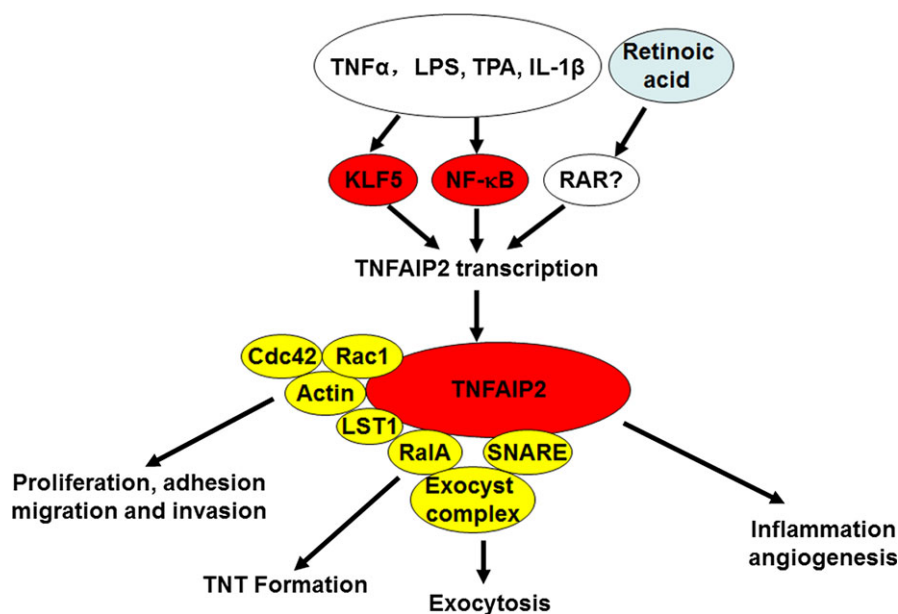 TNFα, LPS, TPA, IL-1β
Retinoic
acid
KLF5
NF-κB
RAR?
TNFAIP2 transcription
Cdc42
Rac1
Actin
TNFAIP2
LST1
RalA
SNARE
Exocyst
complex
Proliferation, adhesion
migration and invasion
Inflammation
angiogenesis
TNT Formation
Exocytosis